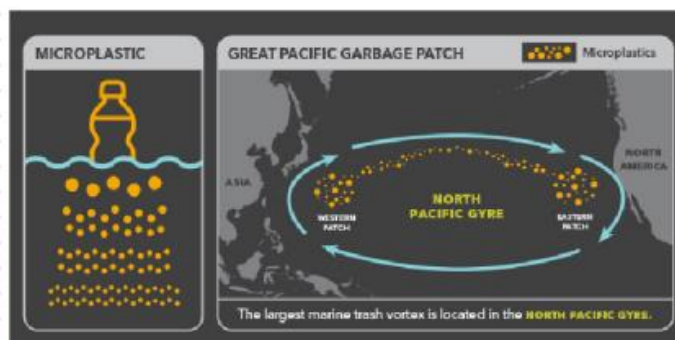 MICROPLASTIC
GREAT PACIFIC GARBAGE PATCH
Microplastics
ASIA
NORTH
AMERICA
WESTERN
PATCH
NORTH
PACIFIC GYRE
EASTERN
PATCH
The largest marine trash vortex is located in the NORTH PACIFIC GYRE.